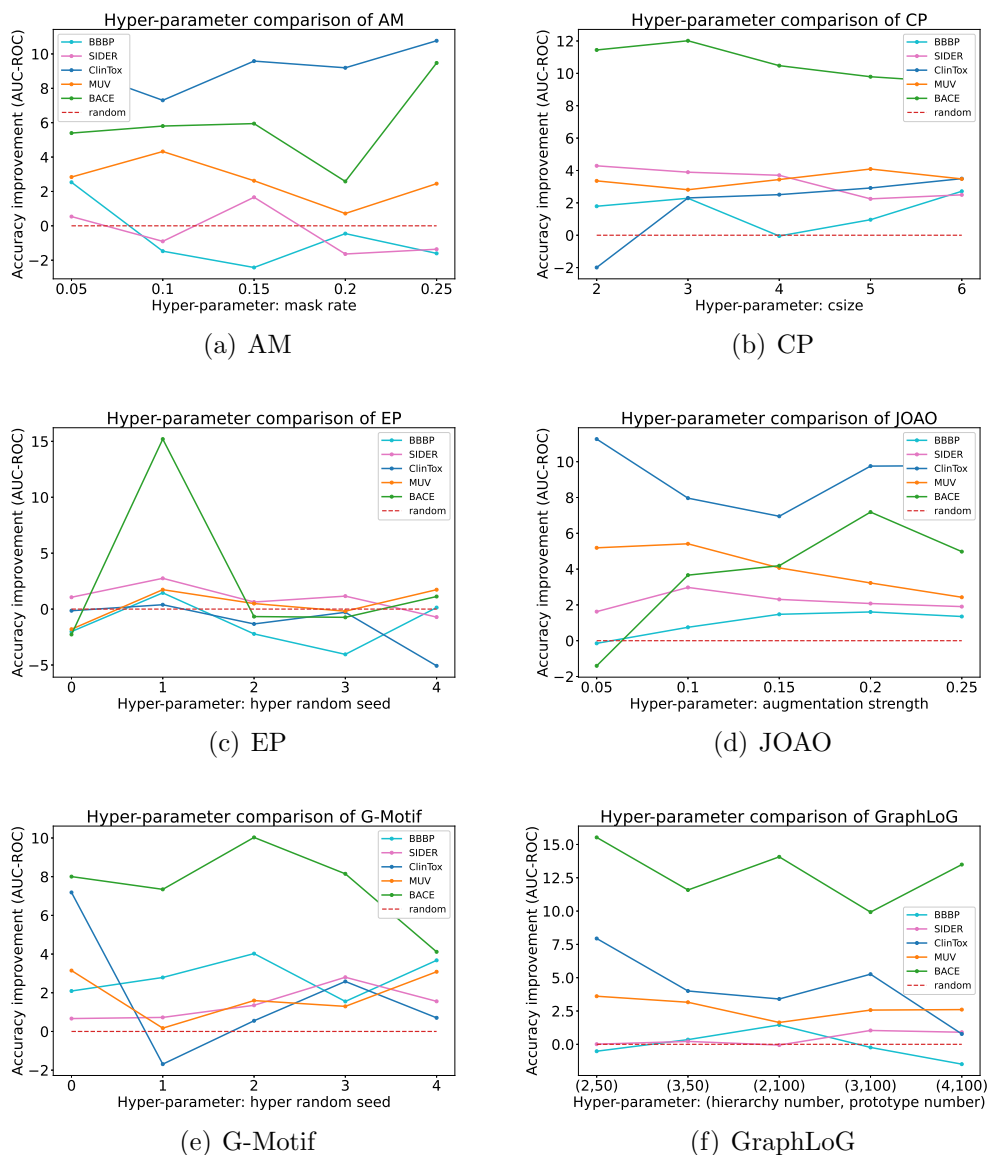 Hyper-parameter comparison of AM
Accuracy improvement (AUC-ROC)
10
8
6
4
2
0
−2
BBBP
SIDER
ClinTox
MUV
BACE
random
0.05 0.1 0.15 0.2 0.25
Hyper-parameter: mask rate
(a) AM
Hyper-parameter comparison of CP
Accuracy improvement (AUC-ROC)
12
10
8
6
4
2
0
−2
BBBP
SIDER
ClinTox
MUV
BACE
random
2 3 4 5 6
Hyper-parameter: csize
(b) CP
Hyper-parameter comparison of EP
Accuracy improvement (AUC-ROC)
15
10
5
0
−5
BBBP
SIDER
ClinTox
MUV
BACE
random
0 1 2 3 4
Hyper-parameter: hyper random seed
(c) EP
Hyper-parameter comparison of JOAO
Accuracy improvement (AUC-ROC)
10
8
6
4
2
0
−2
BBBP
SIDER
ClinTox
MUV
BACE
random
0.05 0.1 0.15 0.2 0.25
Hyper-parameter: augmentation strength
(d) JOAO
Hyper-parameter comparison of G-Motif
Accuracy improvement (AUC-ROC)
10
8
6
4
2
0
−2
BBBP
SIDER
ClinTox
MUV
BACE
random
0 1 2 3 4
Hyper-parameter: hyper random seed
(e) G-Motif
Hyper-parameter comparison of GraphLoG
Accuracy improvement (AUC-ROC)
15.0
12.5
10.0
7.5
5.0
2.5
0.0
BBBP
SIDER
ClinTox
MUV
BACE
random
(2,50) (3,50) (2,100) (3,100) (4,100)
Hyper-parameter: (hierarchy number, prototype number)
(f) GraphLoG